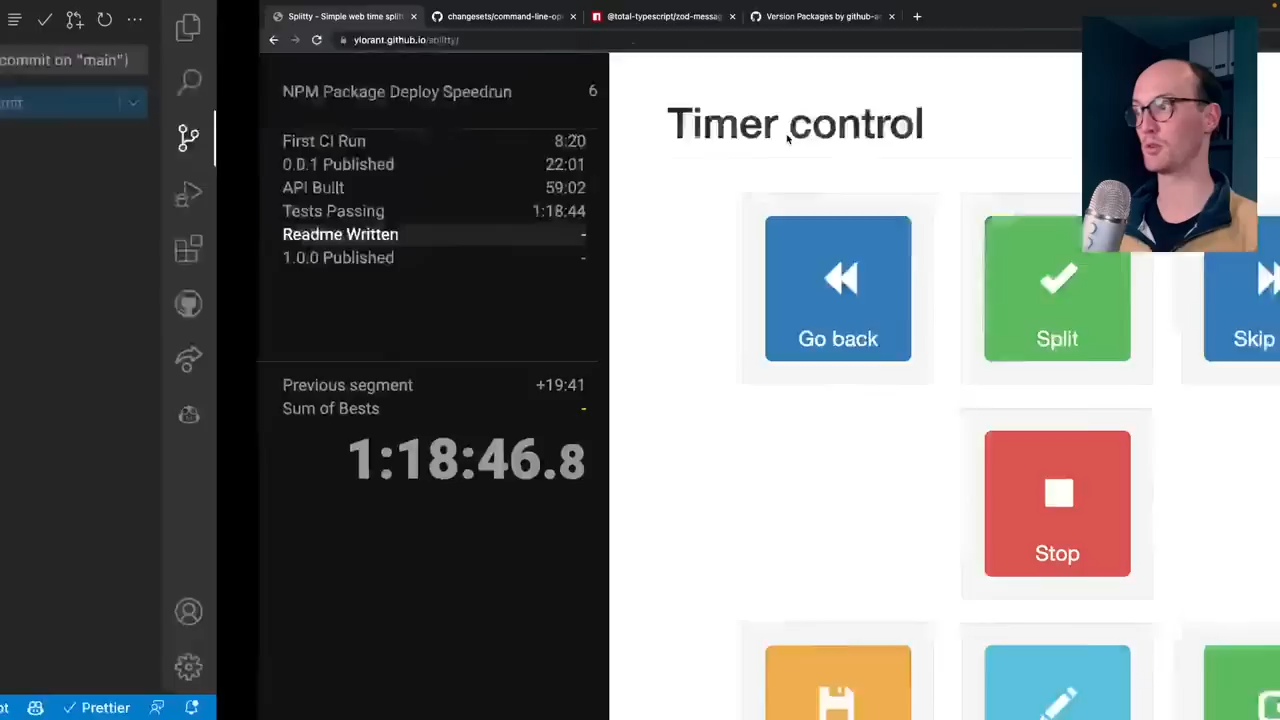 Splitty - Simple web time split
changesets/command-line-op
@total-typescript/zod-messag
Version Packages by github-a
commit on "main")
ylorant.github.io/splitty/
NPM Package Deploy Speedrun 6
First CI Run 8:20
0.0.1 Published 22:01
API Built 59:02
Tests Passing 1:18:44
Readme Written -
1.0.0 Published -
Previous segment +19:41
Sum of Bests -
1:18:46.8
Timer control
Go back
Split
Skip
Stop
Prettier